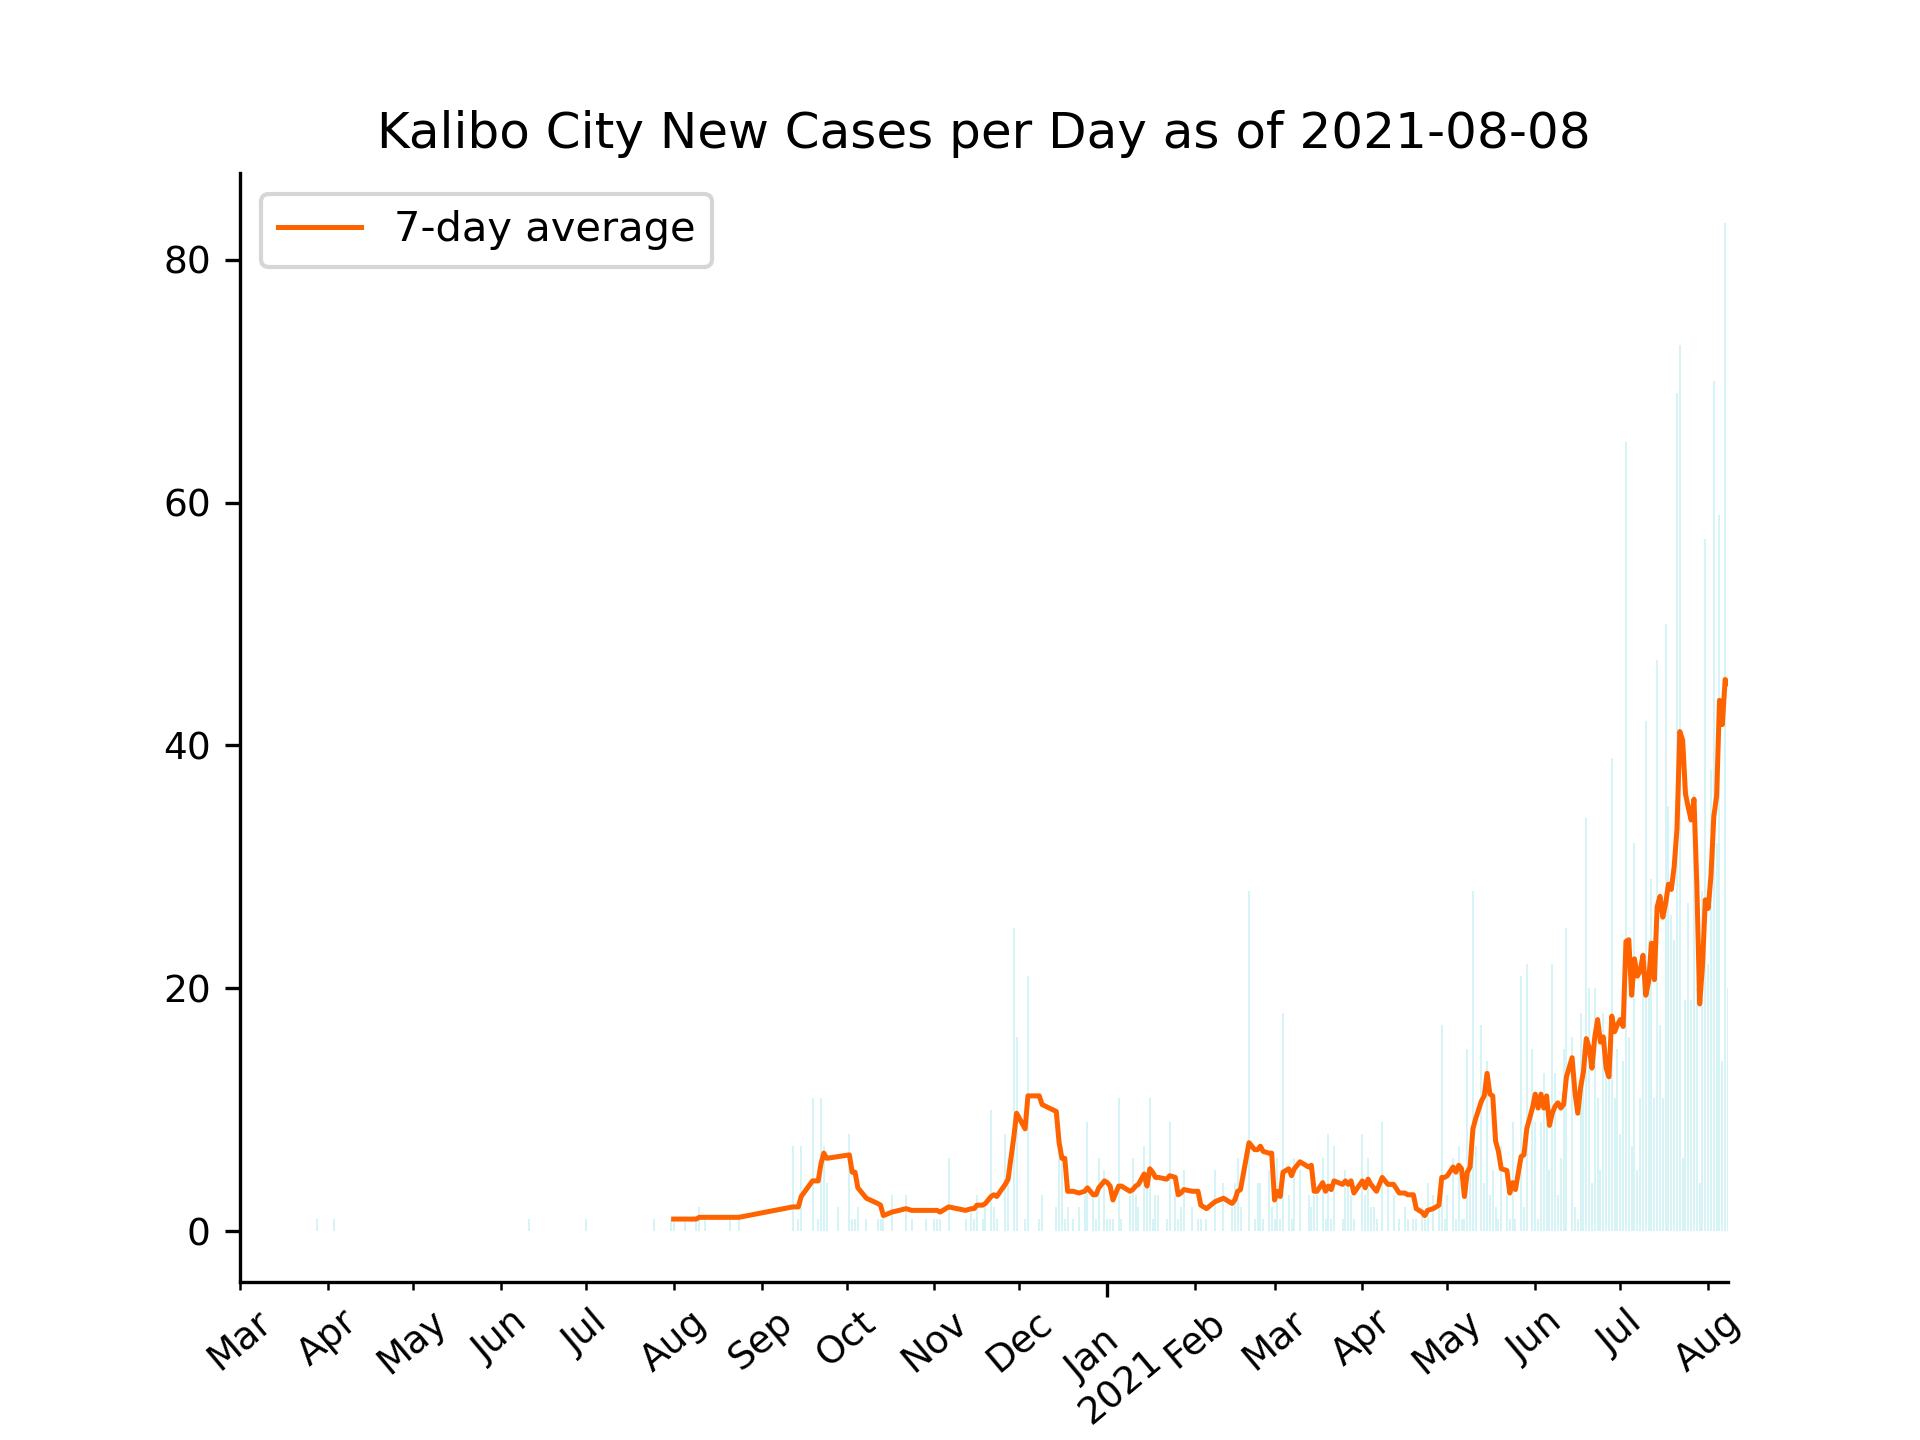 Kalibo City New Cases per Day as of 2021-08-08
7-day average
80
60
40
20
0
Mar Apr May Jun Jul Aug Sep Oct Nov Dec Jan Feb Mar Apr May Jun Jul Aug
2021